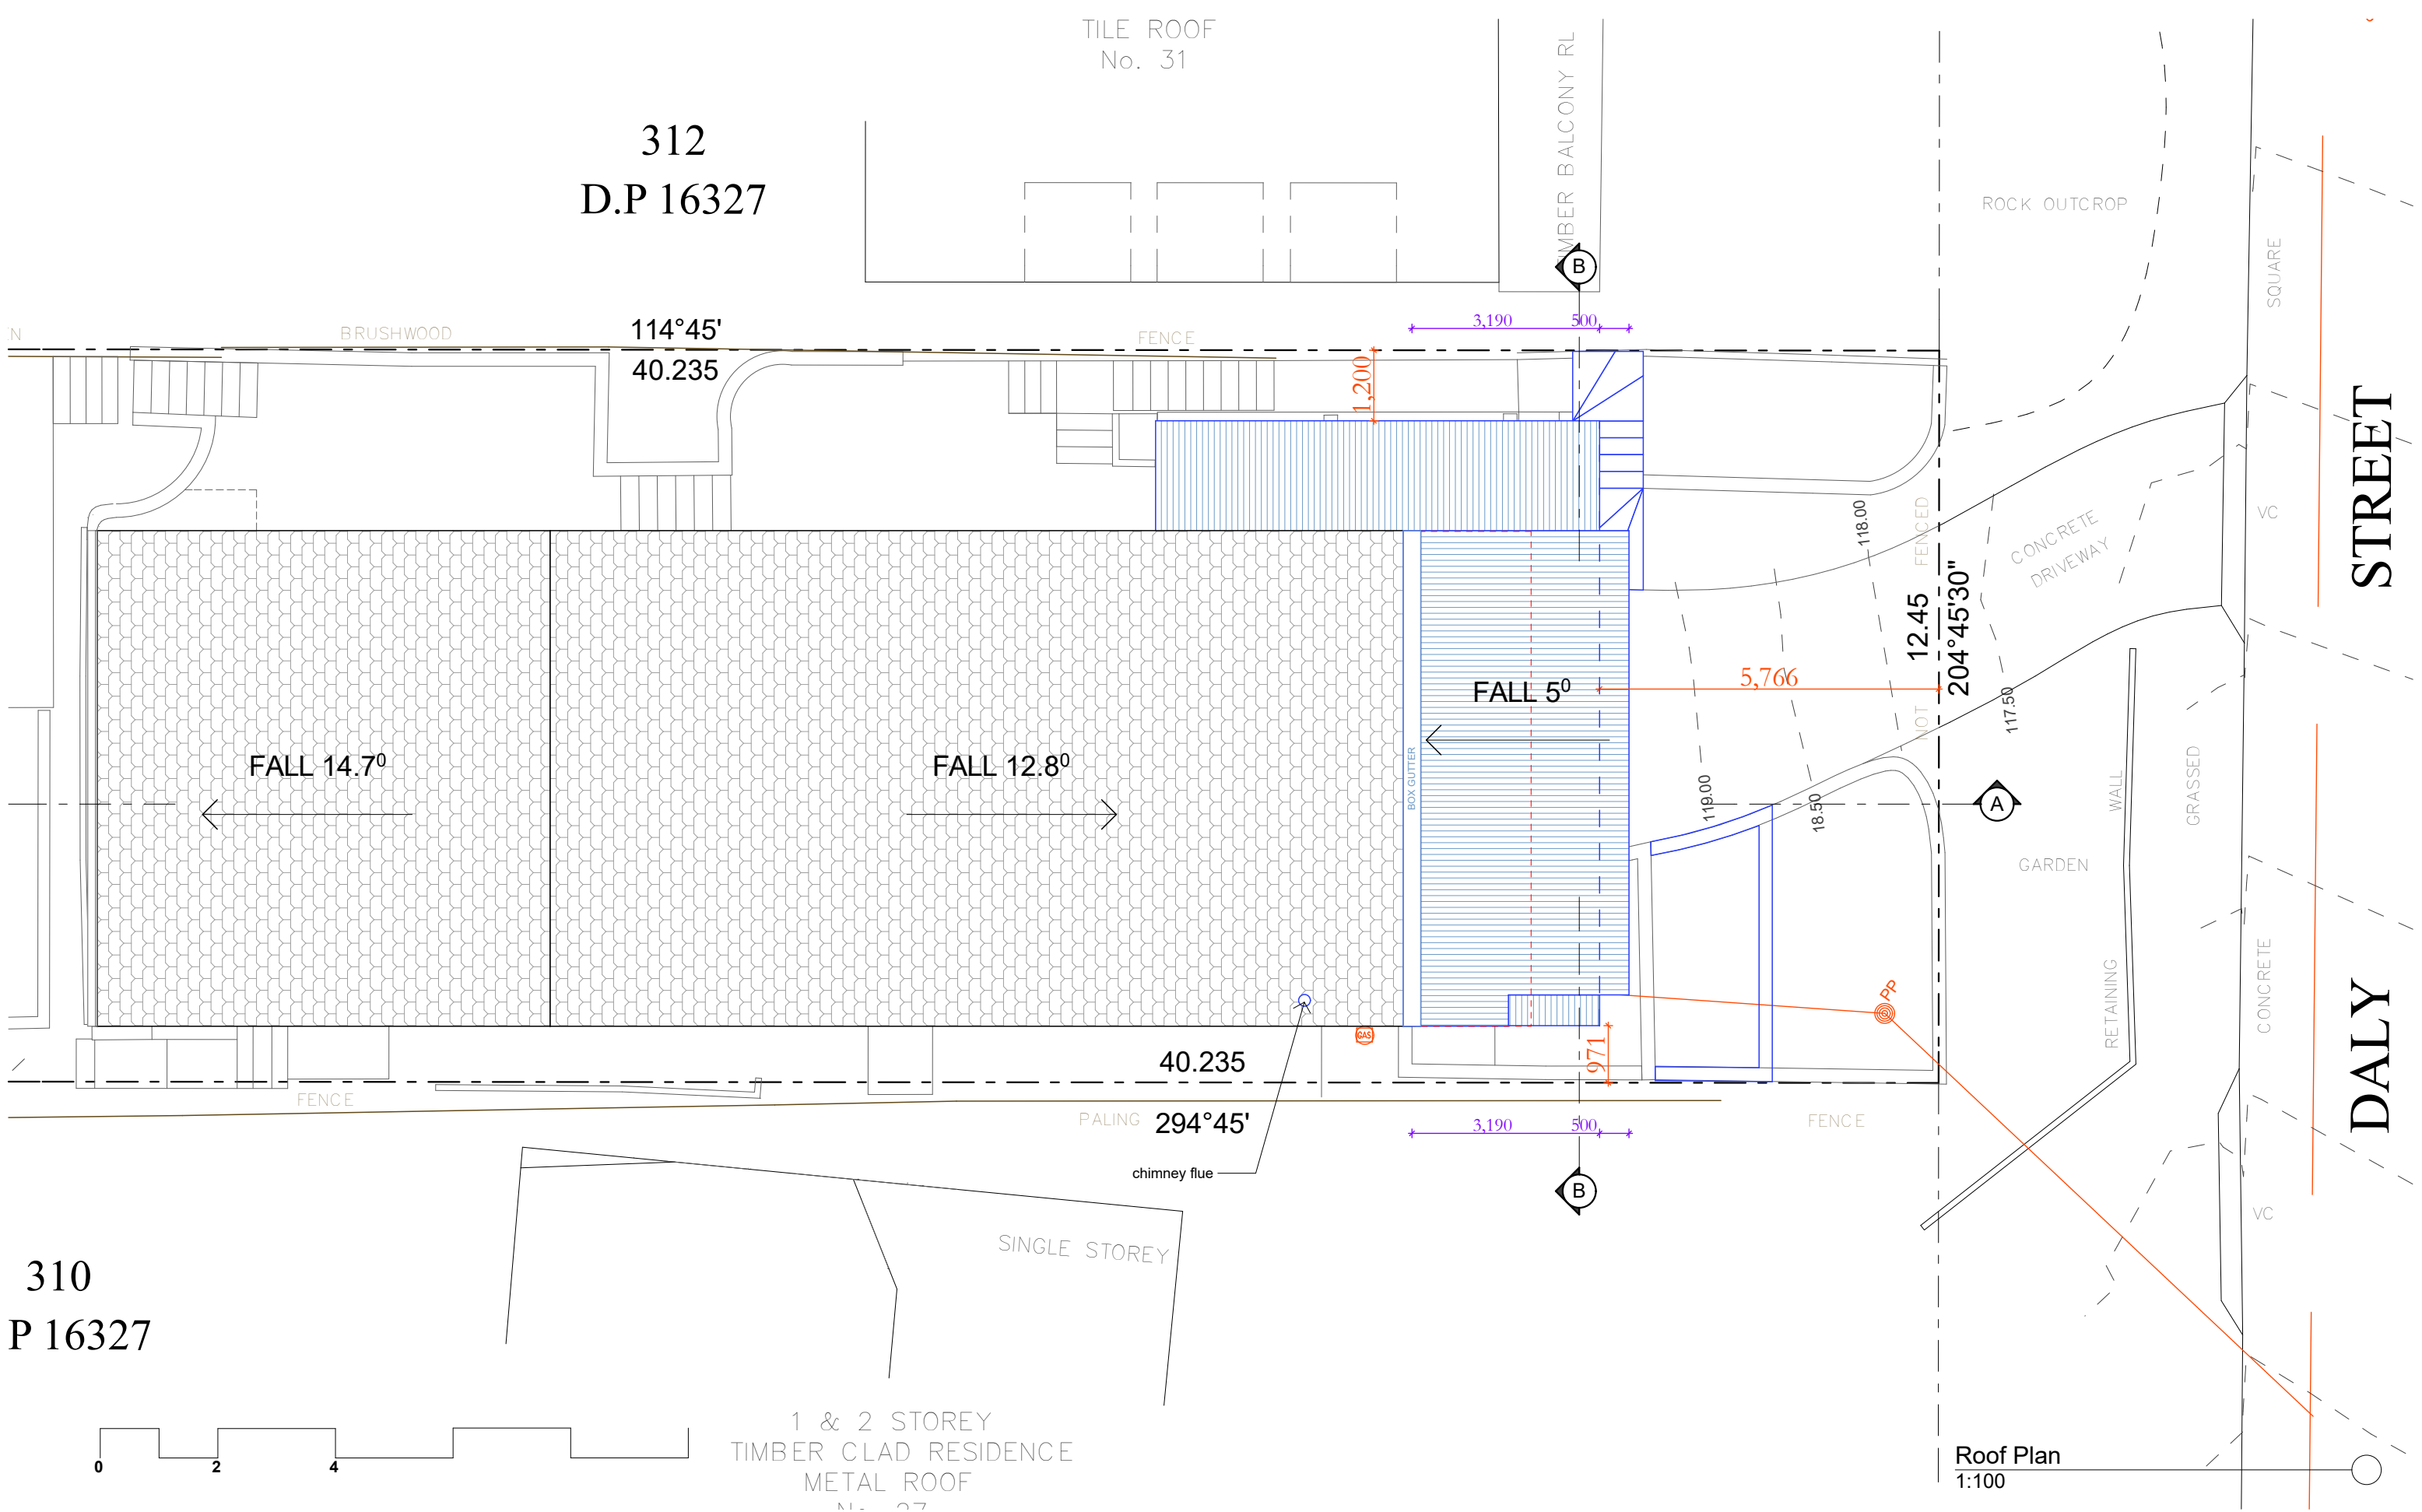 TILE ROOF
No. 31
TIMBER BALCONY RL
312
D.P 16327
ROCK OUTCROP
SQUARE
B
3,190
500
N
BRUSHWOOD
114°45'
FENCE
40.235
1,200
STREET
118.00
FENCED
VC
CONCRETE
DRIVEWAY
12.45
204°45'30"
FALL 5⁰
5,766
NOT
117.50
FALL 14.7⁰
FALL 12.8⁰
BOX GUTTER
119.00
18.50
A
WALL
GRASSED
GARDEN
RETAINING
CONCRETE
DALY
PP
GAS
971
40.235
FENCE
PALING
294°45'
3,190
500
FENCE
chimney flue
B
VC
SINGLE STOREY
310
P 16327
1 & 2 STOREY
TIMBER CLAD RESIDENCE
METAL ROOF
0
2
4
Roof Plan
1:100